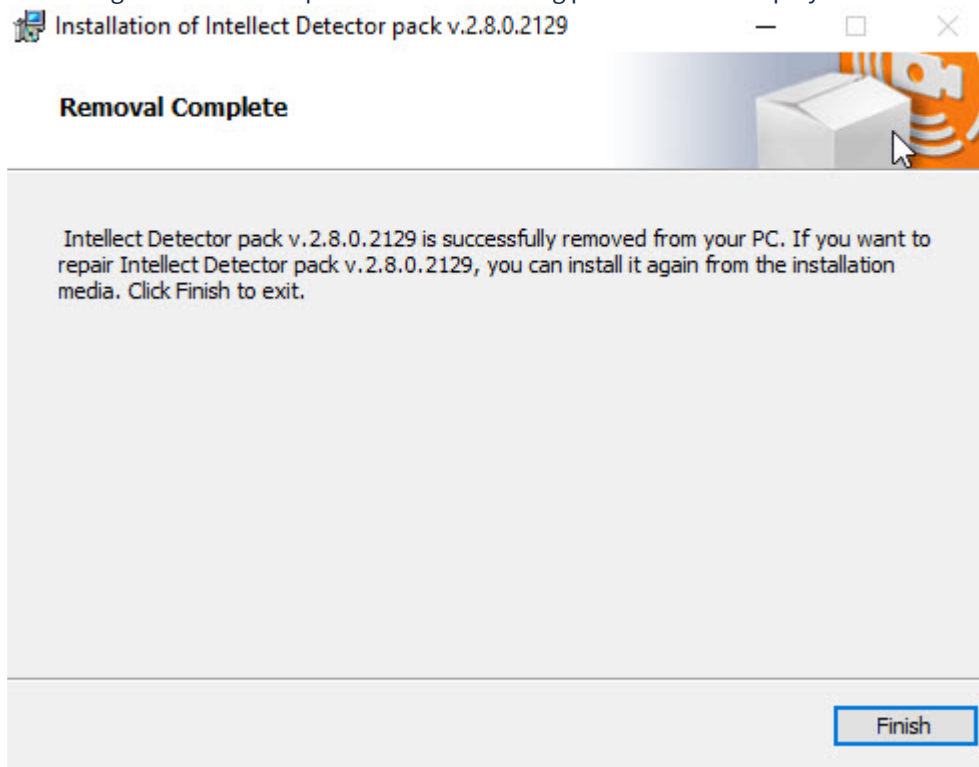 Installation of Intellect Detector pack v.2.8.0.2129
Removal Complete
Intellect Detector pack v.2.8.0.2129 is successfully removed from your PC. If you want to
repair Intellect Detector pack v.2.8.0.2129, you can install it again from the installation
media. Click Finish to exit.
Finish